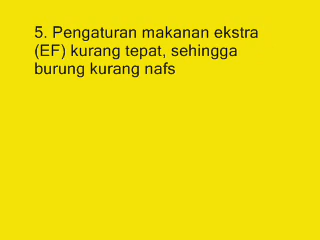 5. Pengaturan makanan ekstra
(EF) kurang tepat, sehingga
burung kurang nafs